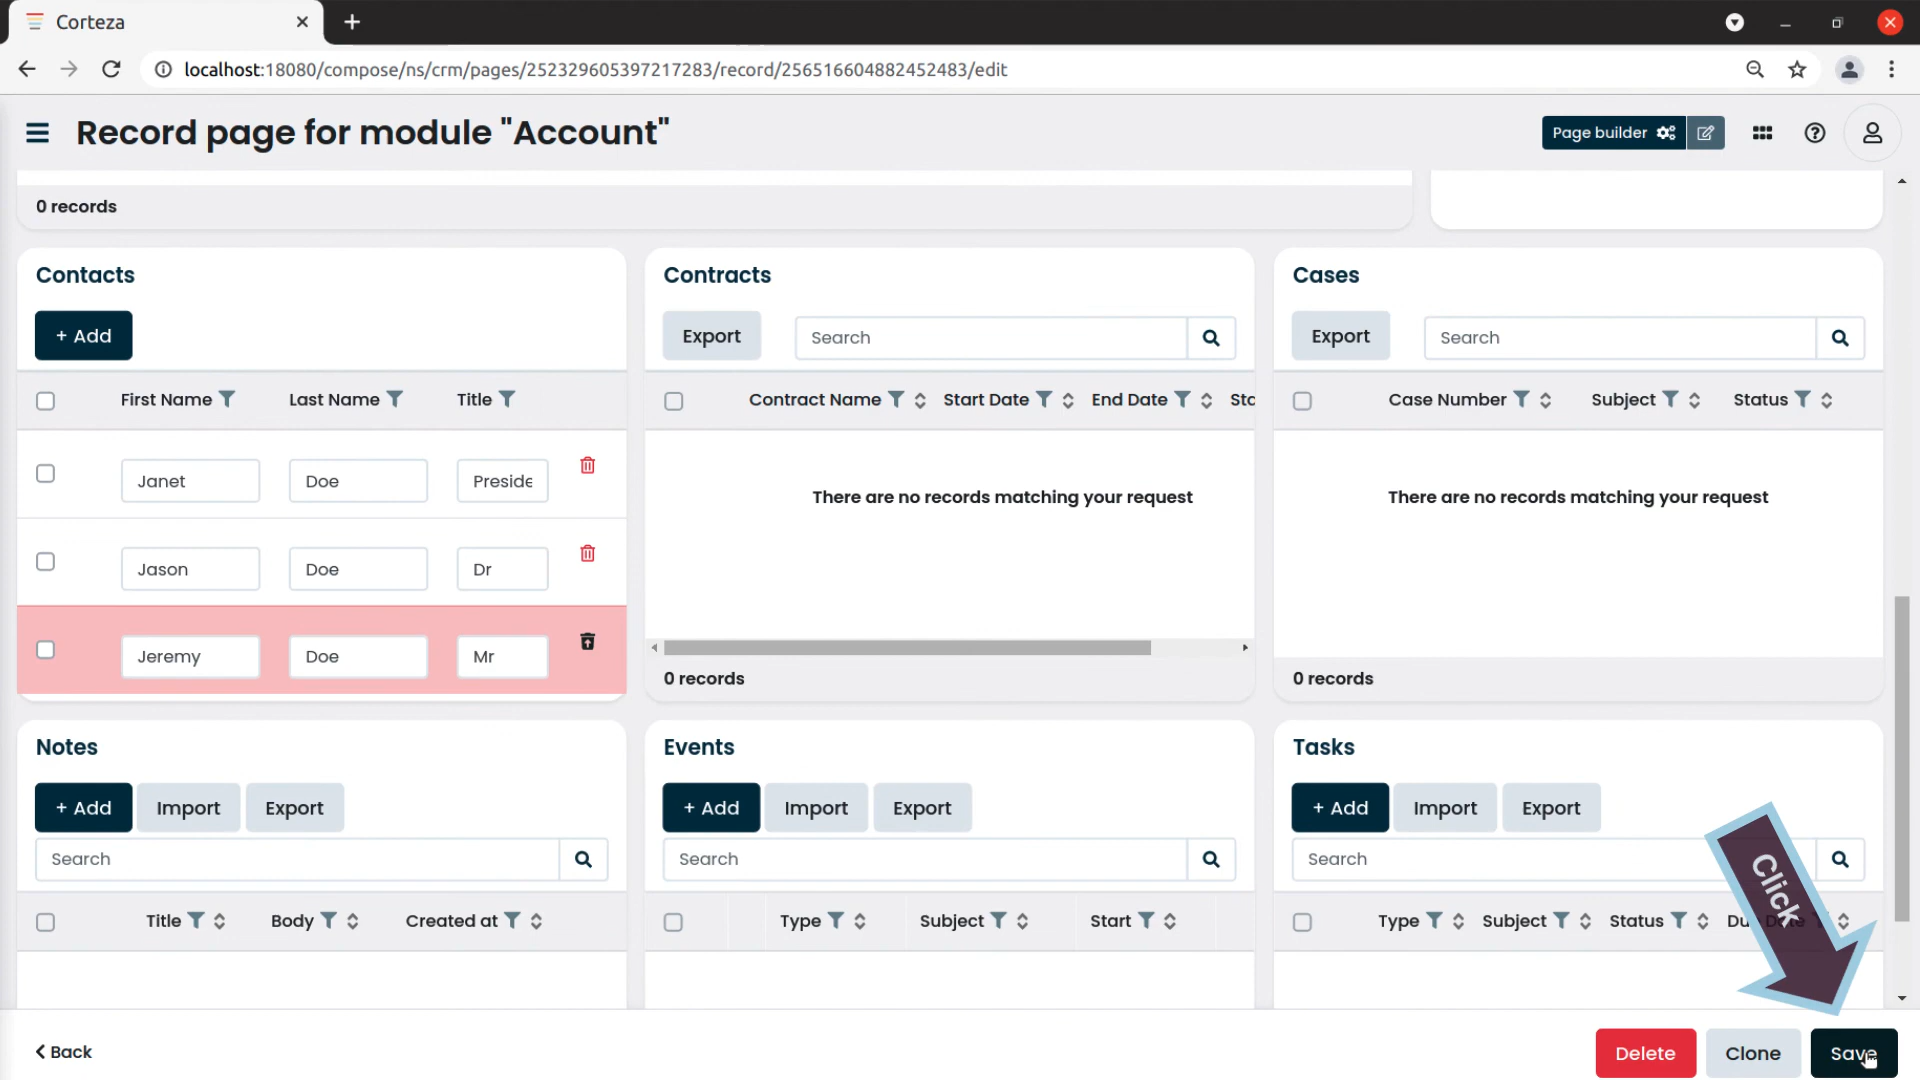 Corteza
localhost:18080/compose/ns/crm/pages/252329605397217283/record/256516604882452483/edit
Record page for module "Account"
Page builder
0 records
Contacts
+ Add
First Name Last Name Title
Janet Doe Preside
Jason Doe Dr
Jeremy Doe Mr
Contracts
Export Search
Contract Name Start Date End Date Sta
There are no records matching your request
0 records
Cases
Export Search
Case Number Subject Status
There are no records matching your request
0 records
Notes
+ Add Import Export
Search
Title Body Created at
Events
+ Add Import Export
Search
Type Subject Start
Tasks
+ Add Import Export
Search
Type Subject Status Due Date
Click
Back
Delete Clone Save